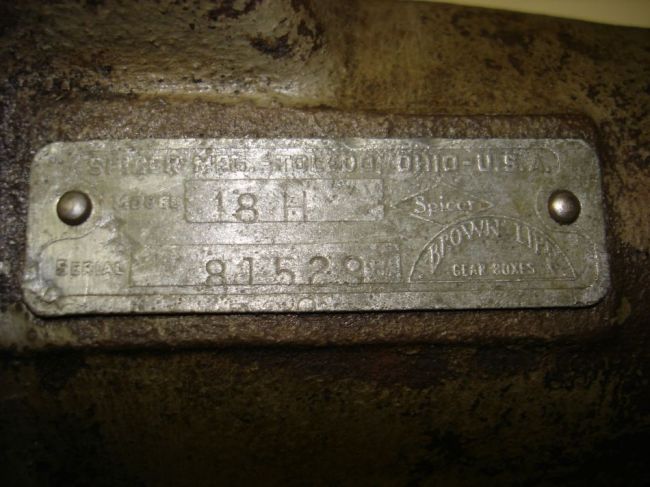 SPICER MFG. TOLEDO, OHIO-U.S.A.
MODEL 18 H
Spicer
SERIAL 81529
BROWN LIPE
GEAR BOXES